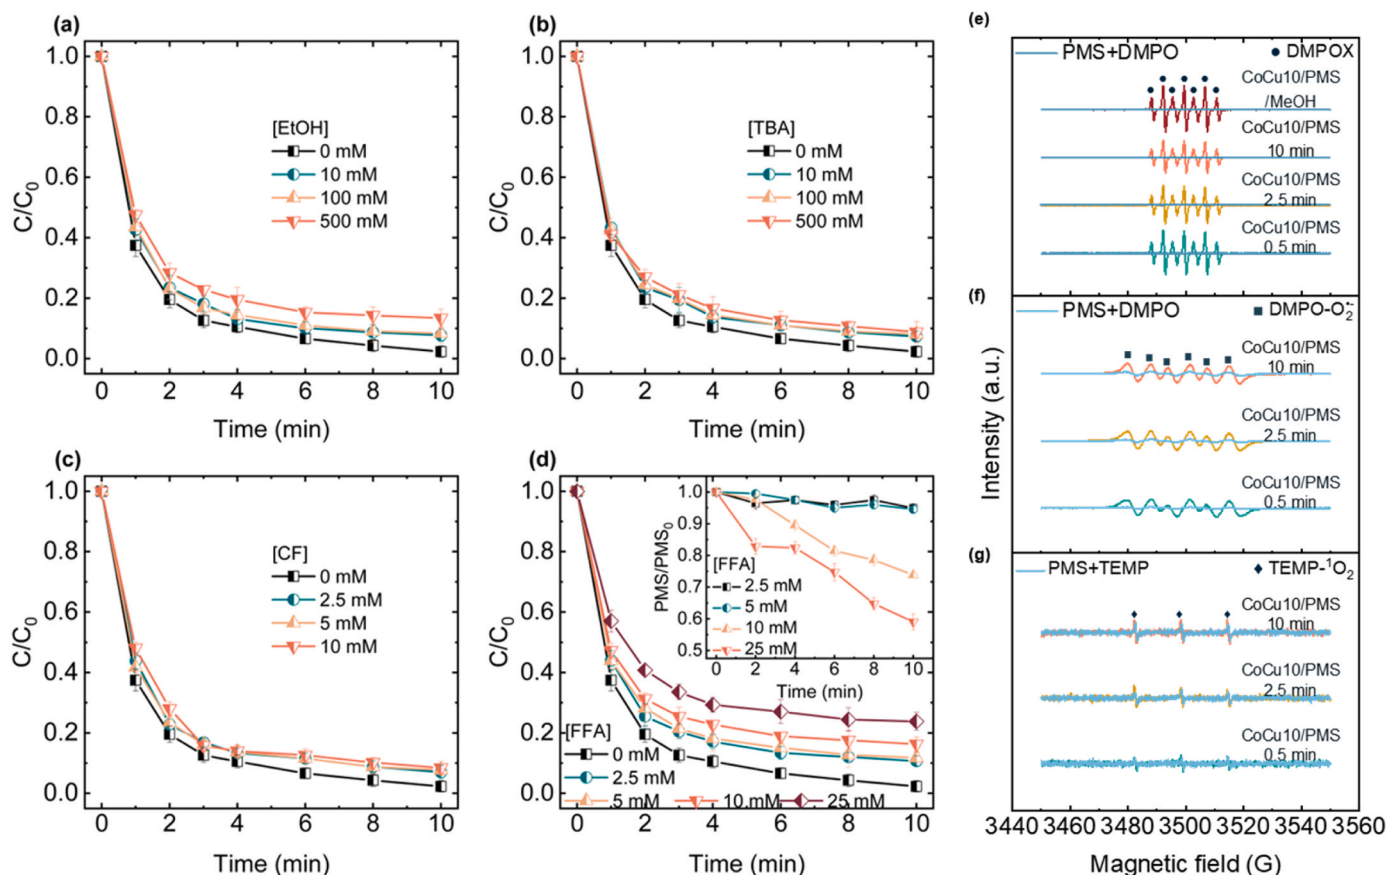 (a)
1.0
0.8
0.6
0.4
0.2
0.0
C/C0
[EtOH]
0 mM
10 mM
100 mM
500 mM
0 2 4 6 8 10
Time (min)
(b)
1.0
0.8
0.6
0.4
0.2
0.0
C/C0
[TBA]
0 mM
10 mM
100 mM
500 mM
0 2 4 6 8 10
Time (min)
(c)
1.0
0.8
0.6
0.4
0.2
0.0
C/C0
[CF]
0 mM
2.5 mM
5 mM
10 mM
0 2 4 6 8 10
Time (min)
(d)
1.0
0.8
0.6
0.4
0.2
0.0
C/C0
[FFA]
0 mM
2.5 mM
5 mM 10 mM 25 mM
0 2 4 6 8 10
Time (min)
1.0
0.9
0.8
0.7
0.6
0.5
PMS/PMS0
[FFA]
2.5 mM
5 mM
10 mM
25 mM
0 2 4 6 8 10
Time (min)
(e)
PMS+DMPO DMPOX
CoCu10/PMS
/MeOH
CoCu10/PMS
10 min
CoCu10/PMS
2.5 min
CoCu10/PMS
0.5 min
(f)
PMS+DMPO DMPO-O2•-
CoCu10/PMS
10 min
CoCu10/PMS
2.5 min
CoCu10/PMS
0.5 min
(g)
PMS+TEMP TEMP-1O2
CoCu10/PMS
10 min
CoCu10/PMS
2.5 min
CoCu10/PMS
0.5 min
Intensity (a.u.)
3440 3460 3480 3500 3520 3540 3560
Magnetic field (G)